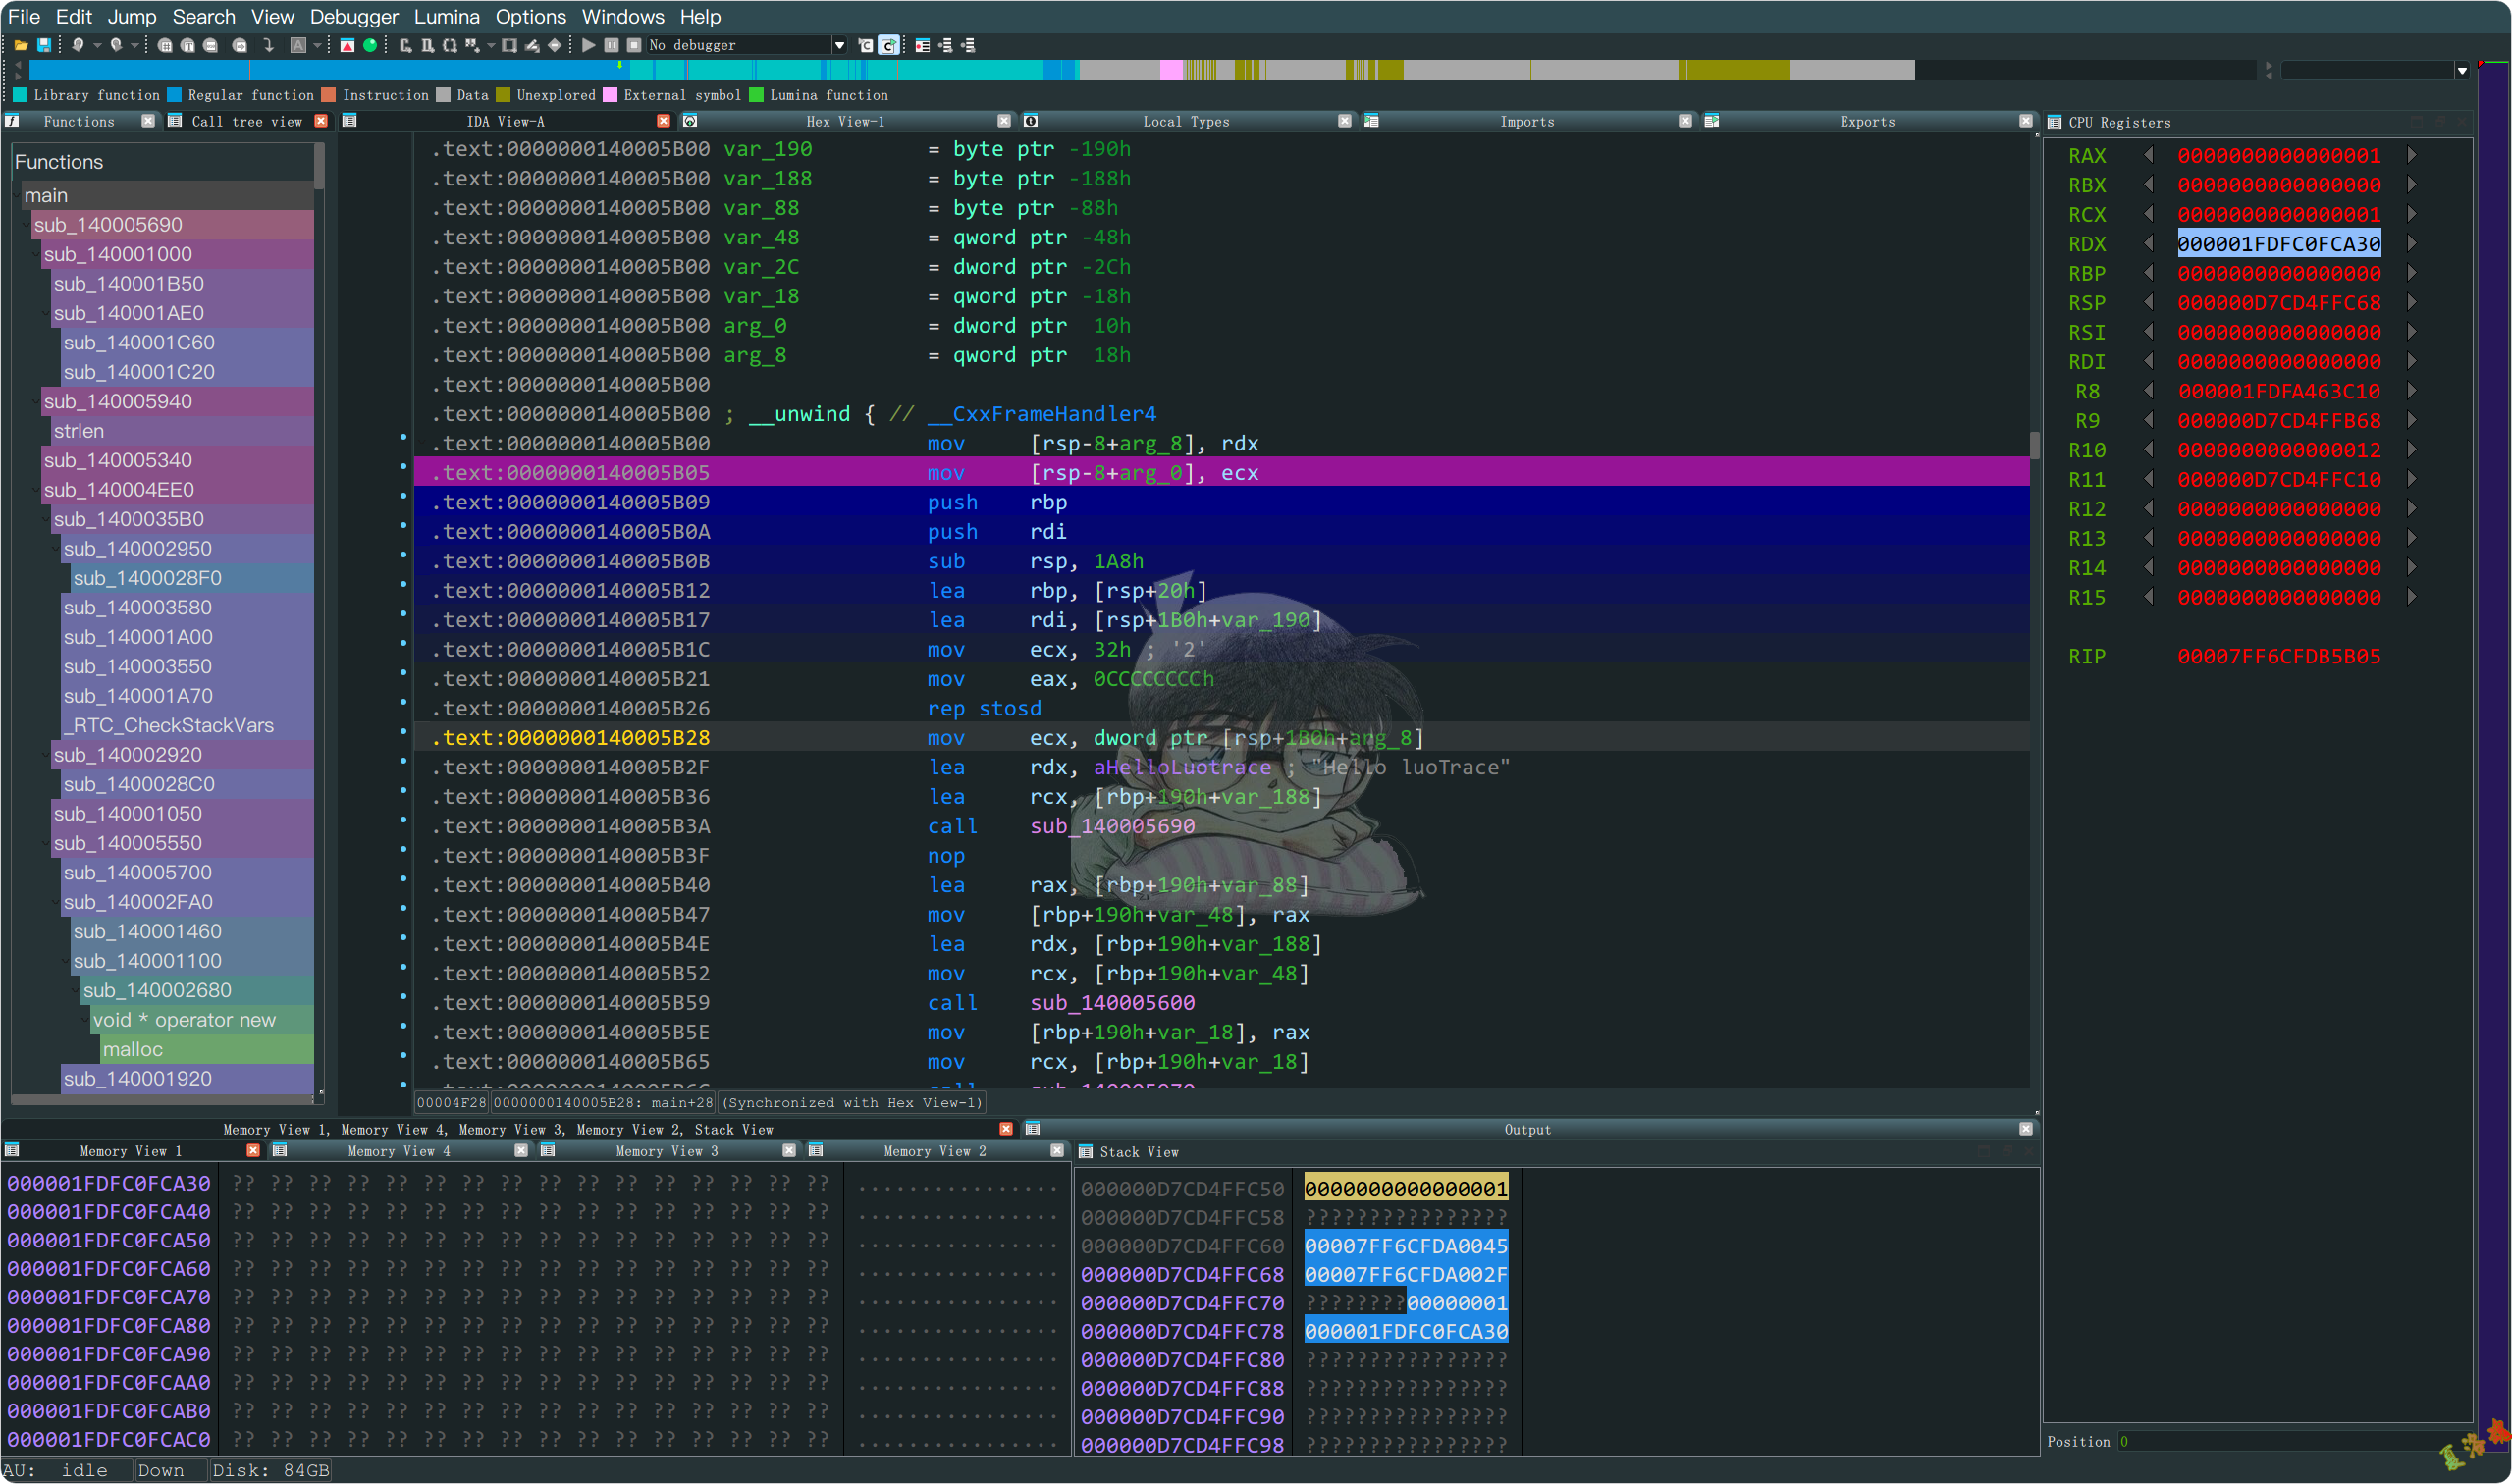 File Edit Jump Search View Debugger Lumina Options Windows Help
No debugger
Library function Regular function Instruction Data Unexplored External symbol Lumina function
Functions Call tree view IDA View-A Hex View-1 Local Types Imports Exports
Functions
main
sub_140005690
sub_140001000
sub_140001B50
sub_140001AE0
sub_140001C60
sub_140001C20
sub_140005940
strlen
sub_140005340
sub_140004EE0
sub_1400035B0
sub_140002950
sub_1400028F0
sub_140003580
sub_140001A00
sub_140003550
sub_140001A70
_RTC_CheckStackVars
sub_140002920
sub_1400028C0
sub_140001050
sub_140005550
sub_140005700
sub_140002FA0
sub_140001460
sub_140001100
sub_140002680
void * operator new
malloc
sub_140001920
.text:0000000140005B00 var_190 = byte ptr -190h
.text:0000000140005B00 var_188 = byte ptr -188h
.text:0000000140005B00 var_88 = byte ptr -88h
.text:0000000140005B00 var_48 = qword ptr -48h
.text:0000000140005B00 var_2C = dword ptr -2Ch
.text:0000000140005B00 var_18 = qword ptr -18h
.text:0000000140005B00 arg_0 = dword ptr 10h
.text:0000000140005B00 arg_8 = qword ptr 18h
.text:0000000140005B00
.text:0000000140005B00 ; __unwind { // __CxxFrameHandler4
.text:0000000140005B00 mov [rsp-8+arg_8], rdx
.text:0000000140005B05 mov [rsp-8+arg_0], ecx
.text:0000000140005B09 push rbp
.text:0000000140005B0A push rdi
.text:0000000140005B0B sub rsp, 1A8h
.text:0000000140005B12 lea rbp, [rsp+20h]
.text:0000000140005B17 lea rdi, [rsp+1B0h+var_190]
.text:0000000140005B1C mov ecx, 32h ; '2'
.text:0000000140005B21 mov eax, 0CCCCCCCCh
.text:0000000140005B26 rep stosd
.text:0000000140005B28 mov ecx, dword ptr [rsp+1B0h+arg_8]
.text:0000000140005B2F lea rdx, aHelloLuotrace ; "Hello luoTrace"
.text:0000000140005B36 lea rcx, [rbp+190h+var_188]
.text:0000000140005B3A call sub_140005690
.text:0000000140005B3F nop
.text:0000000140005B40 lea rax, [rbp+190h+var_88]
.text:0000000140005B47 mov [rbp+190h+var_48], rax
.text:0000000140005B4E lea rdx, [rbp+190h+var_188]
.text:0000000140005B52 mov rcx, [rbp+190h+var_48]
.text:0000000140005B59 call sub_140005600
.text:0000000140005B5E mov [rbp+190h+var_18], rax
.text:0000000140005B65 mov rcx, [rbp+190h+var_18]
00004F28 0000000140005B28: main+28 (Synchronized with Hex View-1)
CPU Registers
RAX 0000000000000001
RBX 0000000000000000
RCX 0000000000000001
RDX 000001FDFC0FCA30
RBP 0000000000000000
RSP 000000D7CD4FFC68
RSI 0000000000000000
RDI 0000000000000000
R8 000001FDFA463C10
R9 000000D7CD4FFB68
R10 0000000000000012
R11 000000D7CD4FFC10
R12 0000000000000000
R13 0000000000000000
R14 0000000000000000
R15 0000000000000000
RIP 00007FF6CFDB5B05
Position 0
Memory View 1, Memory View 4, Memory View 3, Memory View 2, Stack View
Output
Memory View 1 Memory View 4 Memory View 3 Memory View 2
000001FDFC0FCA30 ?? ?? ?? ?? ?? ?? ?? ?? ?? ?? ?? ?? ?? ?? ?? ?? ................
000001FDFC0FCA40 ?? ?? ?? ?? ?? ?? ?? ?? ?? ?? ?? ?? ?? ?? ?? ?? ................
000001FDFC0FCA50 ?? ?? ?? ?? ?? ?? ?? ?? ?? ?? ?? ?? ?? ?? ?? ?? ................
000001FDFC0FCA60 ?? ?? ?? ?? ?? ?? ?? ?? ?? ?? ?? ?? ?? ?? ?? ?? ................
000001FDFC0FCA70 ?? ?? ?? ?? ?? ?? ?? ?? ?? ?? ?? ?? ?? ?? ?? ?? ................
000001FDFC0FCA80 ?? ?? ?? ?? ?? ?? ?? ?? ?? ?? ?? ?? ?? ?? ?? ?? ................
000001FDFC0FCA90 ?? ?? ?? ?? ?? ?? ?? ?? ?? ?? ?? ?? ?? ?? ?? ?? ................
000001FDFC0FCAA0 ?? ?? ?? ?? ?? ?? ?? ?? ?? ?? ?? ?? ?? ?? ?? ?? ................
000001FDFC0FCAB0 ?? ?? ?? ?? ?? ?? ?? ?? ?? ?? ?? ?? ?? ?? ?? ?? ................
000001FDFC0FCAC0 ?? ?? ?? ?? ?? ?? ?? ?? ?? ?? ?? ?? ?? ?? ?? ?? ................
Stack View
000000D7CD4FFC50 0000000000000001
000000D7CD4FFC58 ????????????????
000000D7CD4FFC60 00007FF6CFDA0045
000000D7CD4FFC68 00007FF6CFDA002F
000000D7CD4FFC70 ????????00000001
000000D7CD4FFC78 000001FDFC0FCA30
000000D7CD4FFC80 ????????????????
000000D7CD4FFC88 ????????????????
000000D7CD4FFC90 ????????????????
000000D7CD4FFC98 ????????????????
AU: idle Down Disk: 84GB